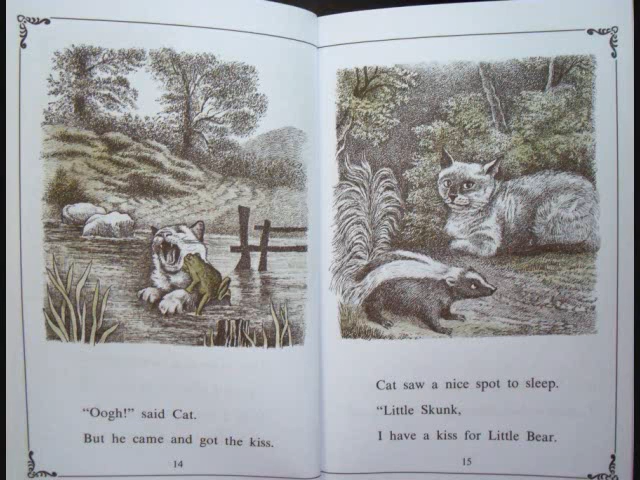 "Oogh!" said Cat.
But he came and got the kiss.
14
Cat saw a nice spot to sleep.
"Little Skunk,
I have a kiss for Little Bear.
15